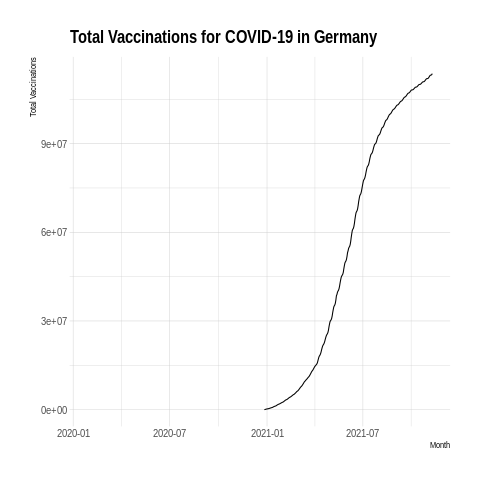 Total Vaccinations for COVID-19 in Germany
Total Vaccinations
9e+07
6e+07
3e+07
0e+00
2020-01
2020-07
2021-01
2021-07
Month